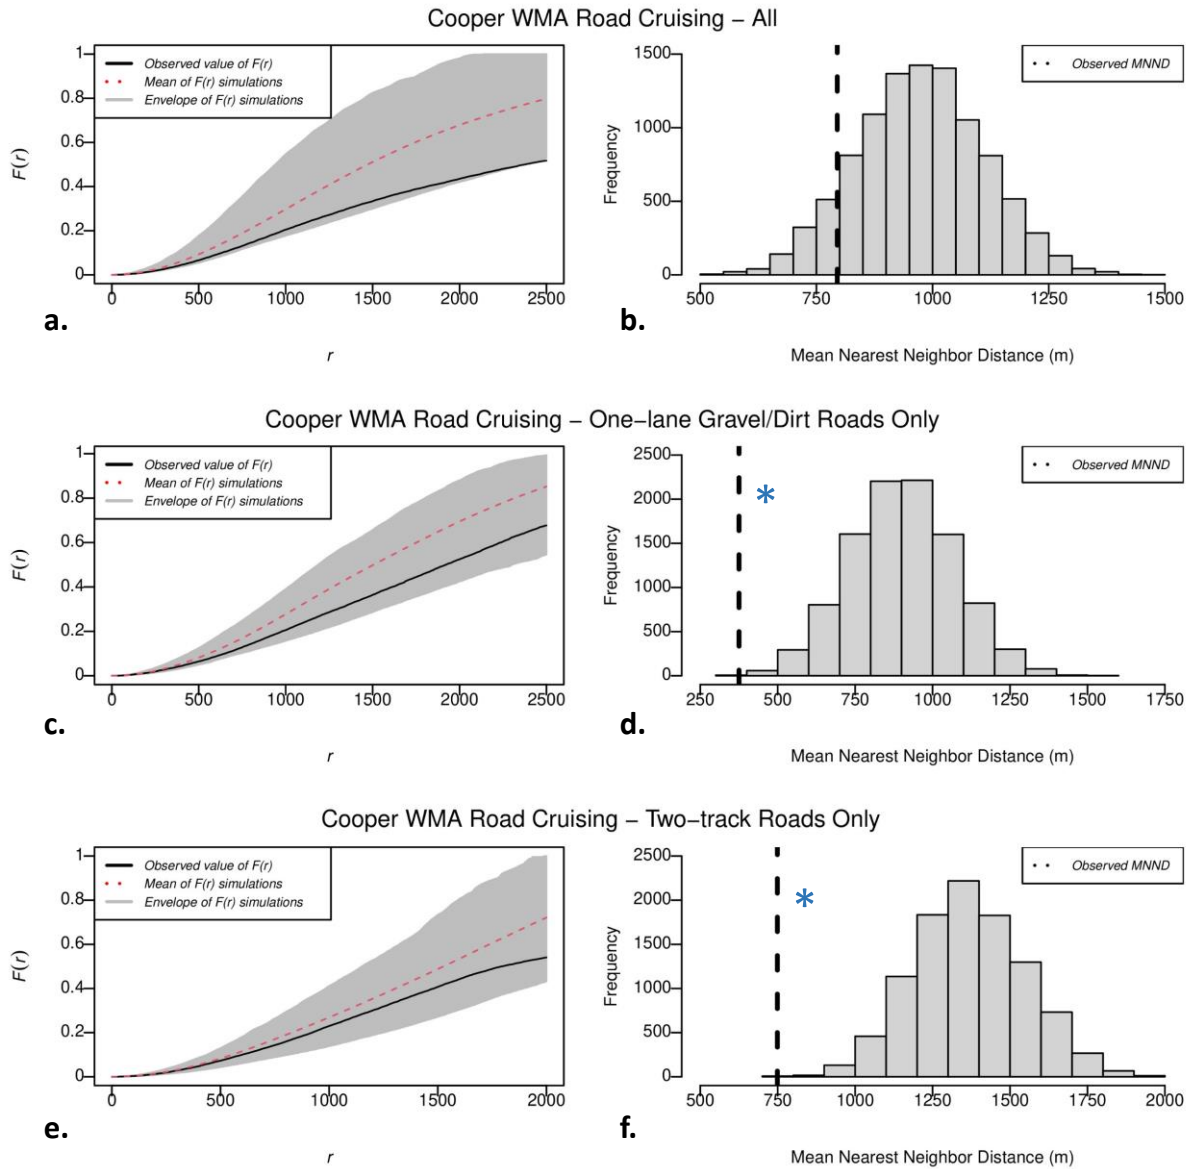 Cooper WMA Road Cruising – All
Observed value of F(r)
Mean of F(r) simulations
Envelope of F(r) simulations
1
0.8
0.6
0.4
0.2
0
F(r)
0 500 1000 1500 2000 2500
a.
r
Observed MNND
1500
1000
500
0
Frequency
500 750 1000 1250 1500
b.
Mean Nearest Neighbor Distance (m)
Cooper WMA Road Cruising – One−lane Gravel/Dirt Roads Only
Observed value of F(r)
Mean of F(r) simulations
Envelope of F(r) simulations
1
0.8
0.6
0.4
0.2
0
F(r)
0 500 1000 1500 2000 2500
c.
r
Observed MNND
*
2500
2000
1500
1000
500
0
Frequency
250 500 750 1000 1250 1500 1750
d.
Mean Nearest Neighbor Distance (m)
Cooper WMA Road Cruising – Two−track Roads Only
Observed value of F(r)
Mean of F(r) simulations
Envelope of F(r) simulations
1
0.8
0.6
0.4
0.2
0
F(r)
0 500 1000 1500 2000
e.
r
Observed MNND
*
2500
2000
1500
1000
500
0
Frequency
500 750 1000 1250 1500 1750 2000
f.
Mean Nearest Neighbor Distance (m)